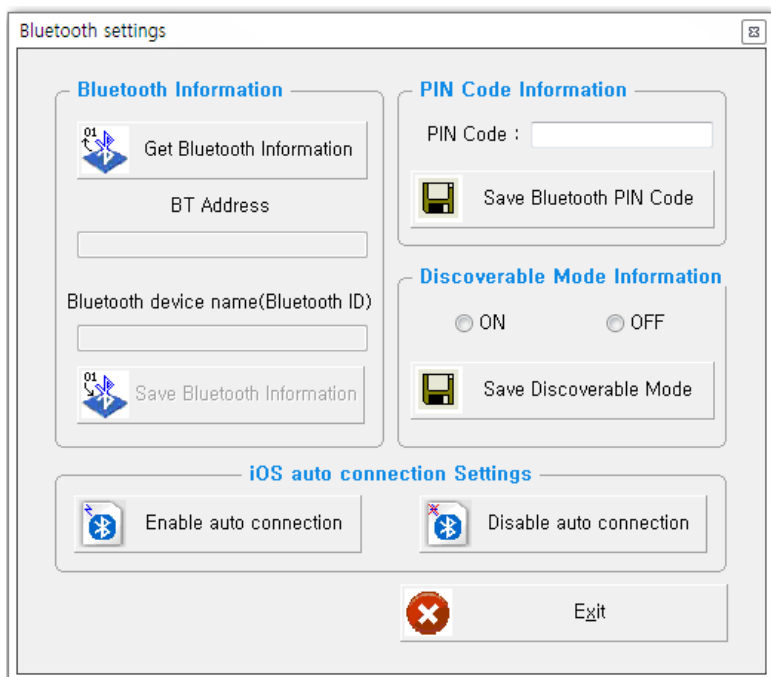 Bluetooth settings
Bluetooth Information
01
Get Bluetooth Information
BT Address
Bluetooth device name(Bluetooth ID)
01
Save Bluetooth Information
PIN Code Information
PIN Code :
Save Bluetooth PIN Code
Discoverable Mode Information
ON OFF
Save Discoverable Mode
iOS auto connection Settings
Enable auto connection
Disable auto connection
Exit